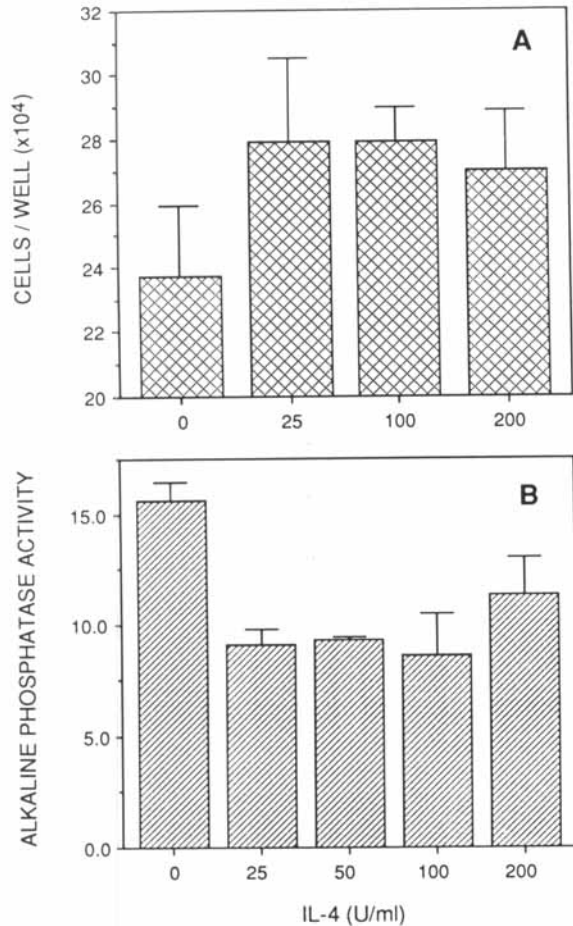 A
CELLS / WELL (x10⁴)
32
30
28
26
24
22
20
0 25 100 200
B
ALKALINE PHOSPHATASE ACTIVITY
15.0
10.0
5.0
0.0
0 25 50 100 200
IL-4 (U/ml)